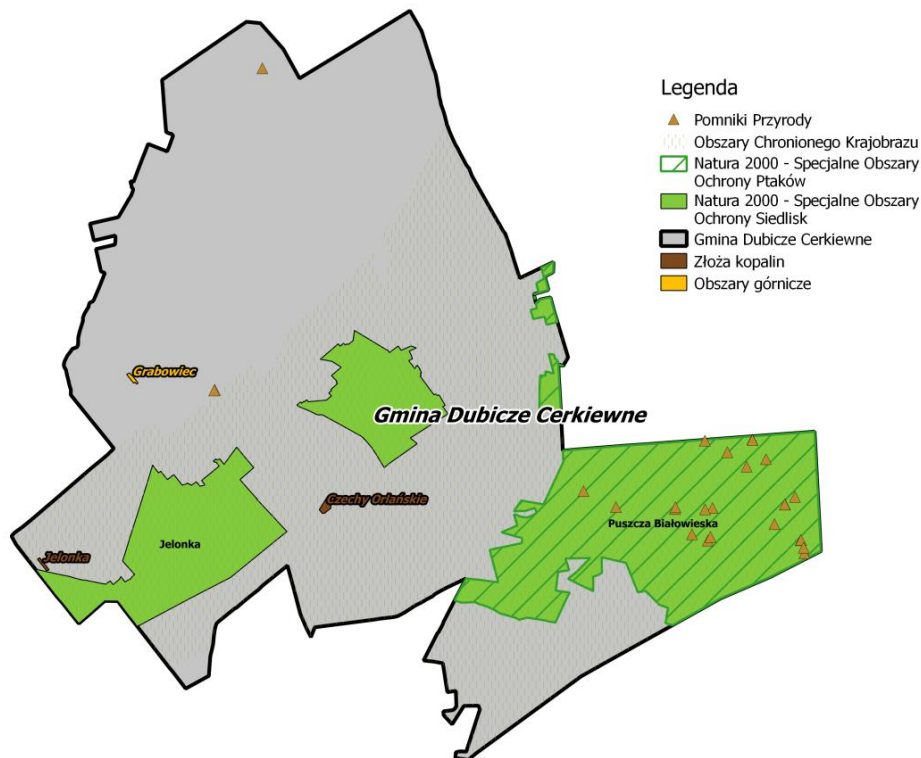 Legenda
Pomniki Przyrody
Obszary Chronionego Krajobrazu
Natura 2000 - Specjalne Obszary
Ochrony Ptaków
Natura 2000 - Specjalne Obszary
Ochrony Siedlisk
Gmina Dubicze Cerkiewne
Złoża kopalin
Obszary górnicze
Grabowiec
Gmina Dubicze Cerkiewne
Czechy Orlańskie
Puszcza Białowieska
Jelonka
Jelonka